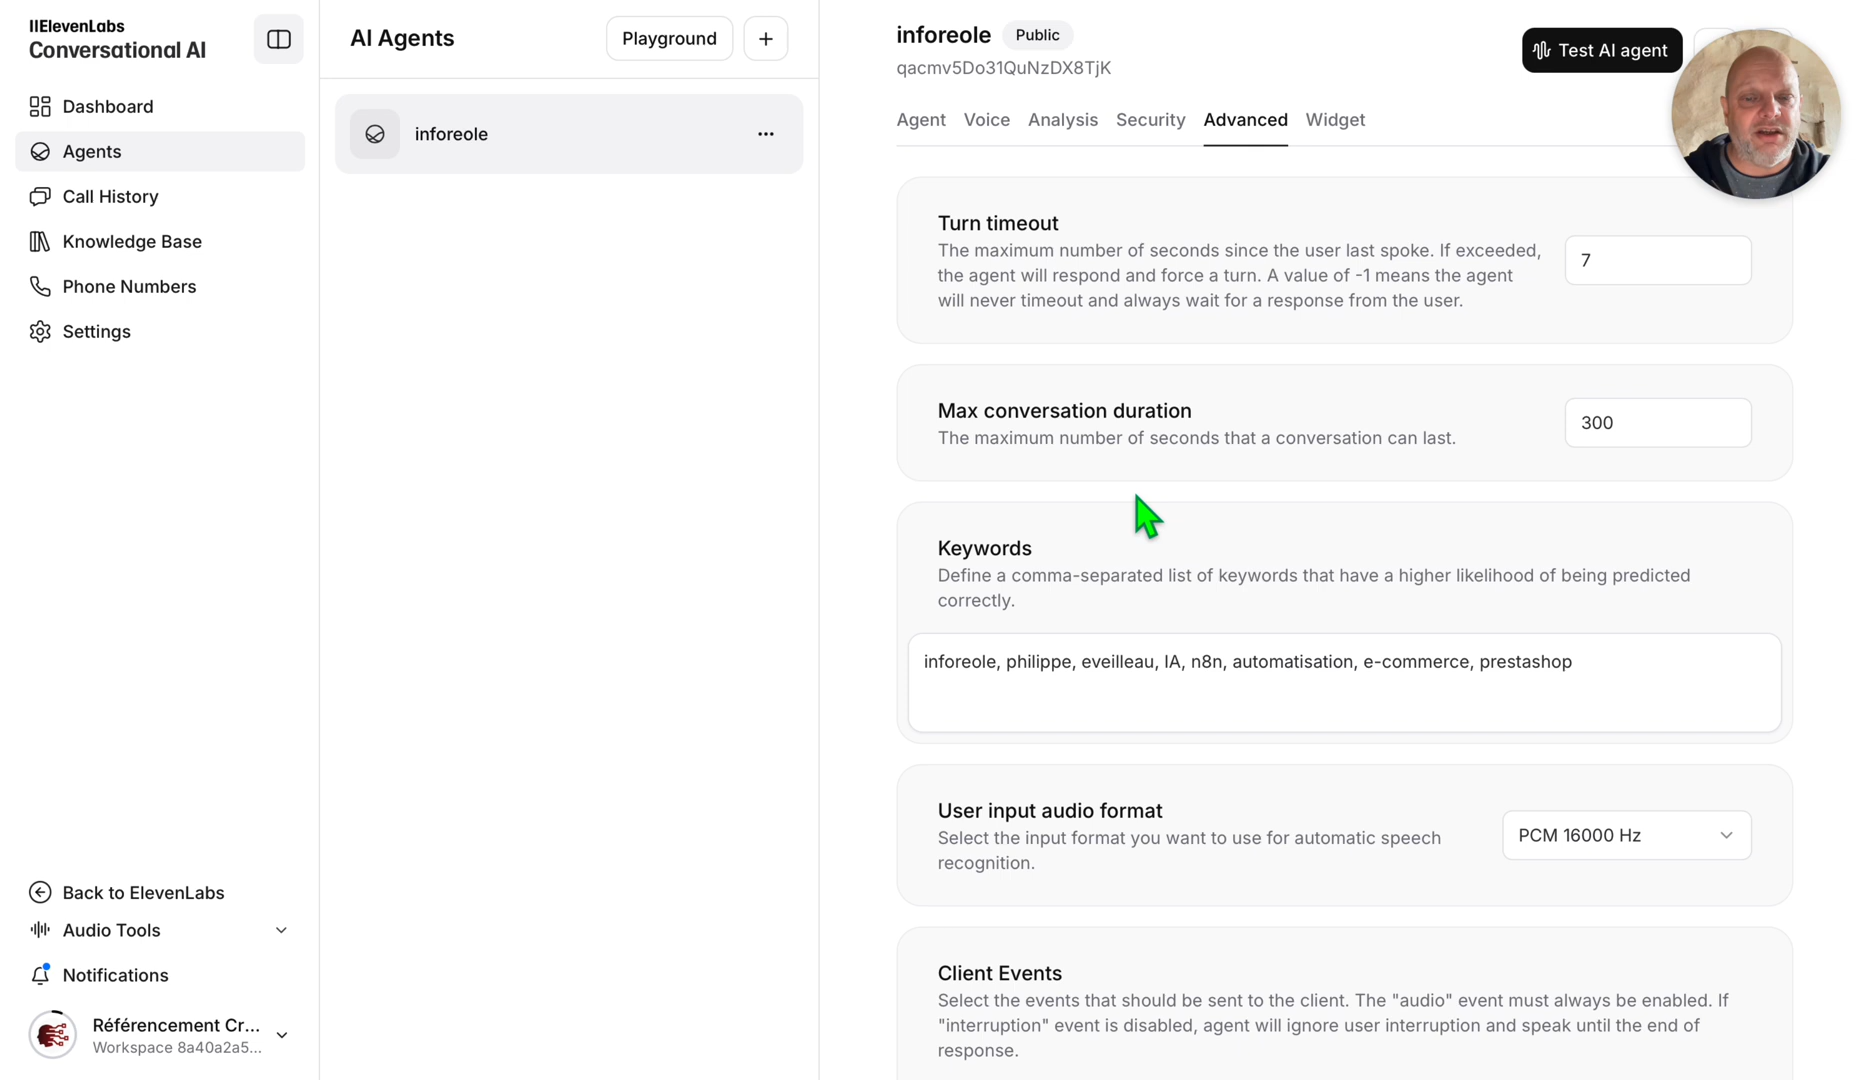 IIElevenLabs
Conversational AI
Dashboard
Agents
Call History
Knowledge Base
Phone Numbers
Settings
Back to ElevenLabs
Audio Tools
Notifications
Référencement Cr...
Workspace 8a40a2a5...
AI Agents
Playground
+
inforeole
inforeole
Public
qacmv5Do31QuNzDX8TjK
Test AI agent
Agent
Voice
Analysis
Security
Advanced
Widget
Turn timeout
The maximum number of seconds since the user last spoke. If exceeded,
the agent will respond and force a turn. A value of -1 means the agent
will never timeout and always wait for a response from the user.
7
Max conversation duration
The maximum number of seconds that a conversation can last.
300
Keywords
Define a comma-separated list of keywords that have a higher likelihood of being predicted
correctly.
inforeole, philippe, eveilleau, IA, n8n, automatisation, e-commerce, prestashop
User input audio format
Select the input format you want to use for automatic speech
recognition.
PCM 16000 Hz
Client Events
Select the events that should be sent to the client. The "audio" event must always be enabled. If
"interruption" event is disabled, agent will ignore user interruption and speak until the end of
response.